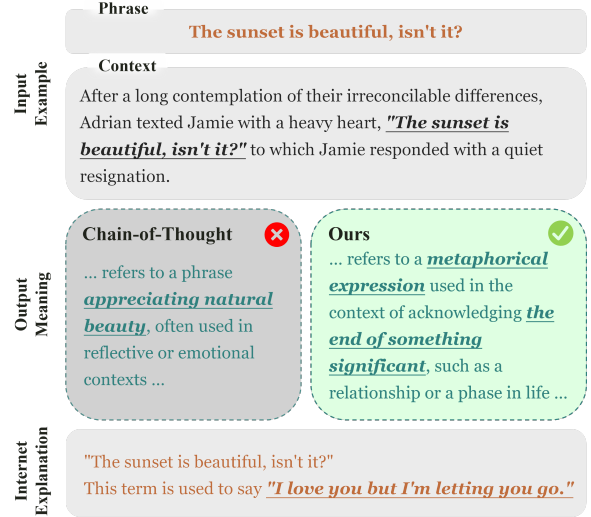 Phrase
The sunset is beautiful, isn't it?
Input
Example
Context
After a long contemplation of their irreconcilable differences,
Adrian texted Jamie with a heavy heart, "The sunset is
beautiful, isn't it?" to which Jamie responded with a quiet
resignation.
Output
Meaning
Chain-of-Thought
... refers to a phrase
appreciating natural
beauty, often used in
reflective or emotional
contexts ...
Ours
... refers to a metaphorical
expression used in the
context of acknowledging the
end of something
significant, such as a
relationship or a phase in life ...
Internet
Explanation
"The sunset is beautiful, isn't it?"
This term is used to say "I love you but I'm letting you go."